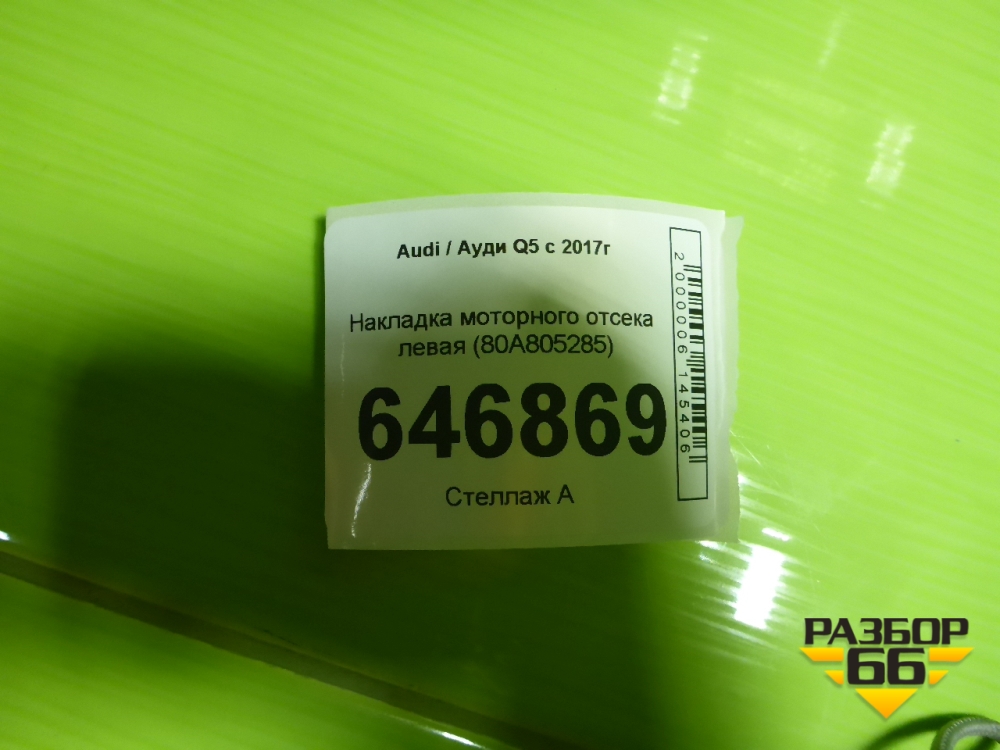 Audi / Ауди Q5 с 2017г
Накладка моторного отсека
левая (80A805285)
646869
Стеллаж А
2000006145406
РАЗБОР
66